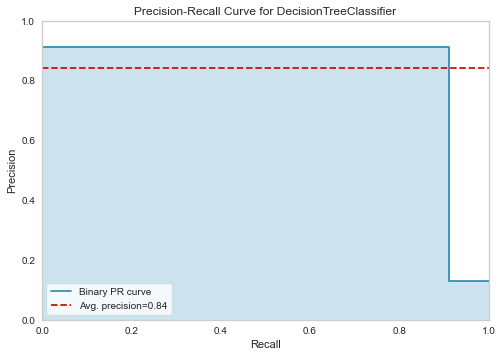 Precision-Recall Curve for DecisionTreeClassifier
1.0
0.8
0.6
0.4
0.2
0.0
Precision
Binary PR curve
Avg. precision=0.84
0.0 0.2 0.4 0.6 0.8 1.0
Recall